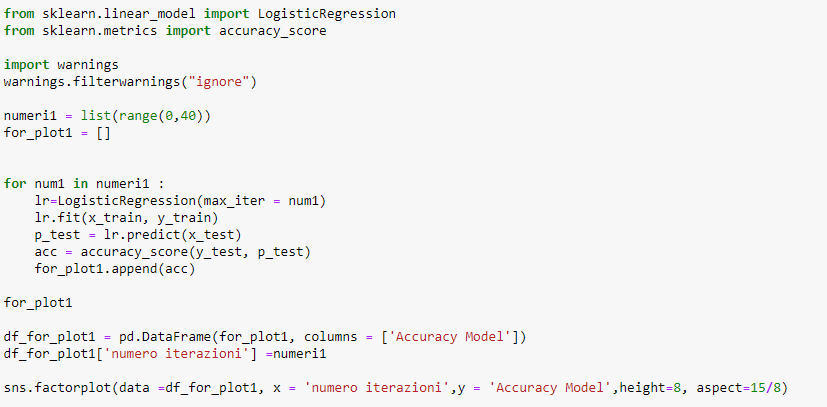 from sklearn.linear_model import LogisticRegression
from sklearn.metrics import accuracy_score
import warnings
warnings.filterwarnings("ignore")
numeri1 = list(range(0,40))
for_plot1 = []
for num1 in numeri1 :
    lr=LogisticRegression(max_iter = num1)
    lr.fit(x_train, y_train)
    p_test = lr.predict(x_test)
    acc = accuracy_score(y_test, p_test)
    for_plot1.append(acc)
for_plot1
df_for_plot1 = pd.DataFrame(for_plot1, columns = ['Accuracy Model'])
df_for_plot1['numero iterazioni'] =numeri1
sns.factorplot(data =df_for_plot1, x = 'numero iterazioni',y = 'Accuracy Model',height=8, aspect=15/8)